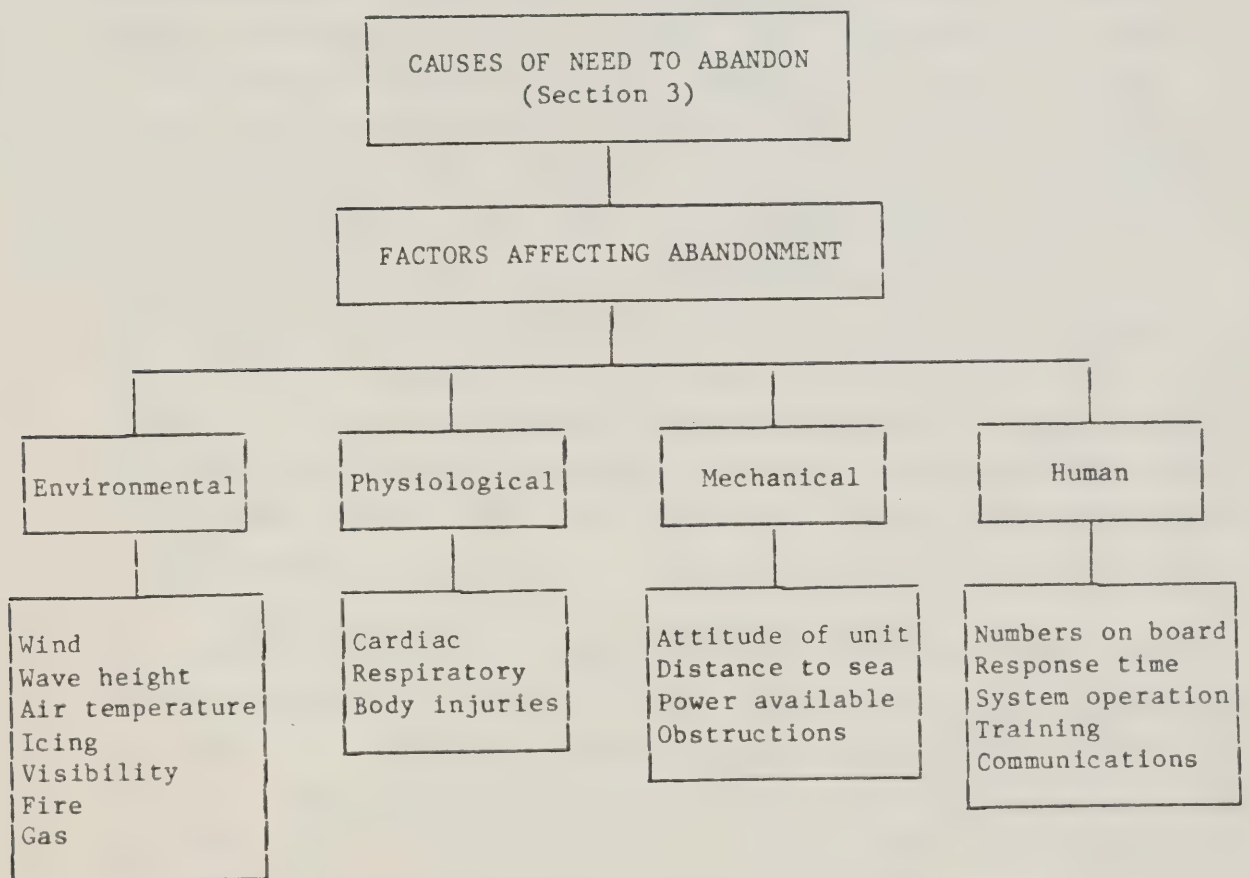 CAUSES OF NEED TO ABANDON
(Section 3)
FACTORS AFFECTING ABANDONMENT
Environmental
Physiological
Mechanical
Human
Wind
Wave height
Air temperature
Icing
Visibility
Fire
Gas
Cardiac
Respiratory
Body injuries
Attitude of unit
Distance to sea
Power available
Obstructions
Numbers on board
Response time
System operation
Training
Communications